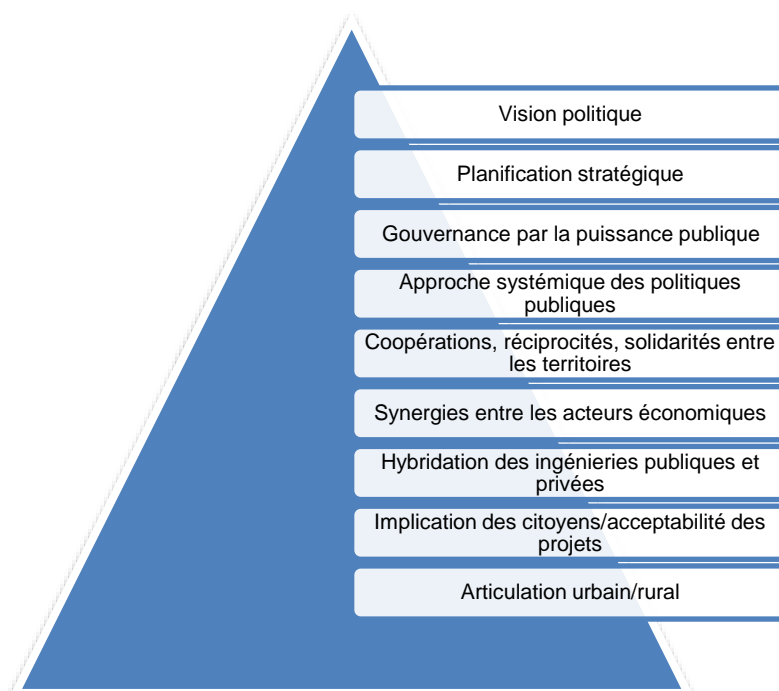 Vision politique
Planification stratégique
Gouvernance par la puissance publique
Approche systémique des politiques
publiques
Coopérations, réciprocités, solidarités entre
les territoires
Synergies entre les acteurs économiques
Hybridation des ingénieries publiques et
privées
Implication des citoyens/acceptabilité des
projets
Articulation urbain/rural